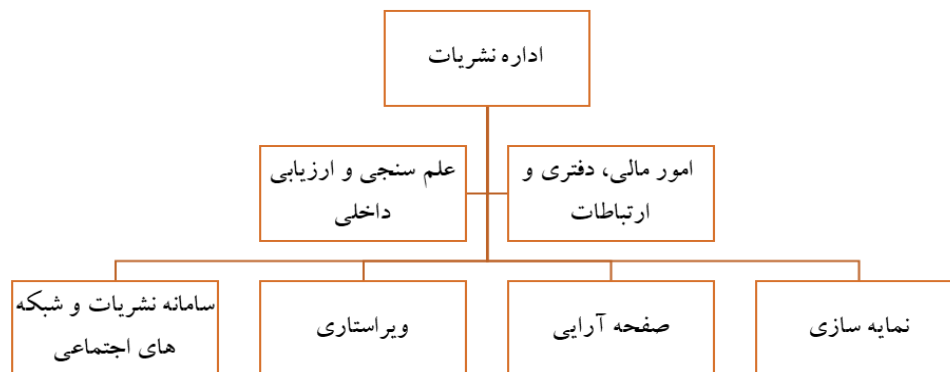 اداره نشریات
امور مالی، دفتری و
ارتباطات
علم سنجی و ارزیابی
داخلی
نمایه سازی
صفحه آرایی
ویراستاری
سامانه نشریات و شبکه
های اجتماعی